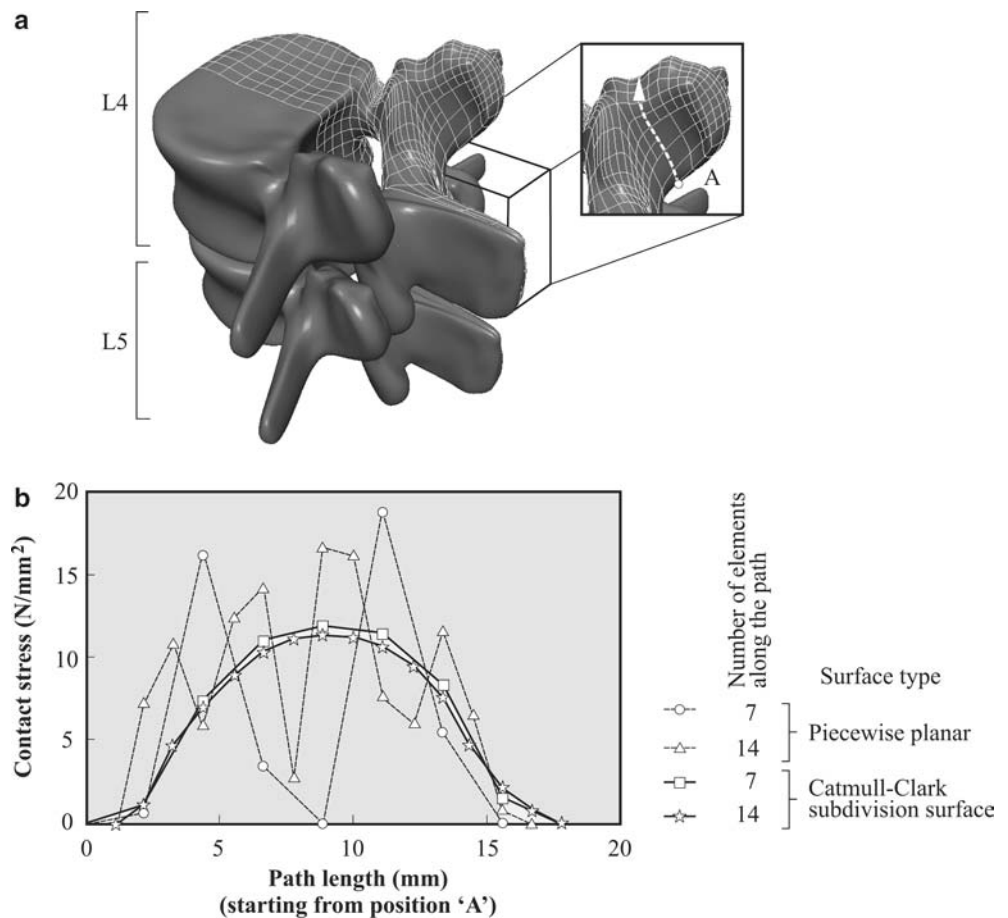 a
L4
A
L5
b
20
15
10
5
0
Contact stress (N/mm²)
0 5 10 15 20
Path length (mm)
(starting from position ‘A’)
Number of elements
along the path
Surface type
7
14
Piecewise planar
7
14
Catmull-Clark
subdivision surface